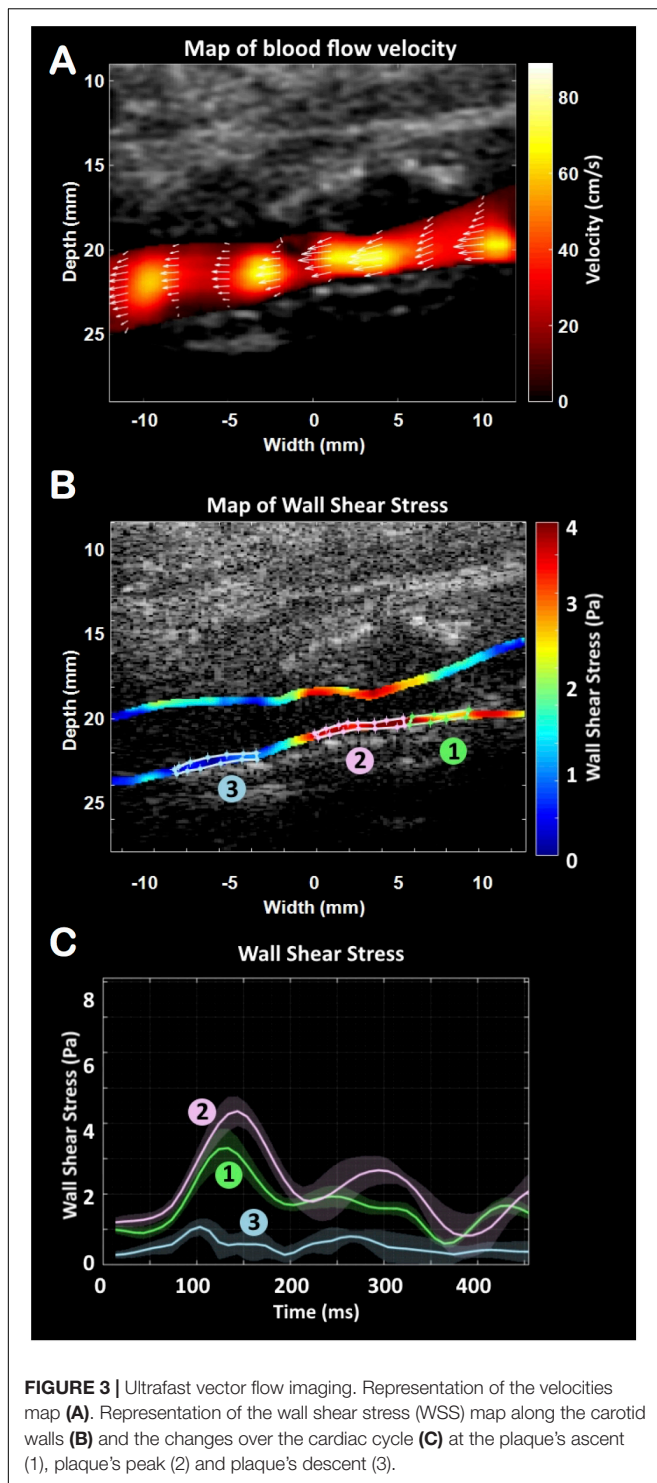 A
Map of blood flow velocity
10
15
20
25
Depth (mm)
-10 -5 0 5 10
Width (mm)
80
60
40
20
0
Velocity (cm/s)
B
Map of Wall Shear Stress
10
15
20
25
Depth (mm)
3 2 1
-10 -5 0 5 10
Width (mm)
4
3
2
1
0
Wall Shear Stress (Pa)
C
Wall Shear Stress
8
6
4
2
0
Wall Shear Stress (Pa)
2
1
3
0 100 200 300 400
Time (ms)
FIGURE 3 | Ultrafast vector flow imaging. Representation of the velocities
map (A). Representation of the wall shear stress (WSS) map along the carotid
walls (B) and the changes over the cardiac cycle (C) at the plaque's ascent
(1), plaque's peak (2) and plaque's descent (3).